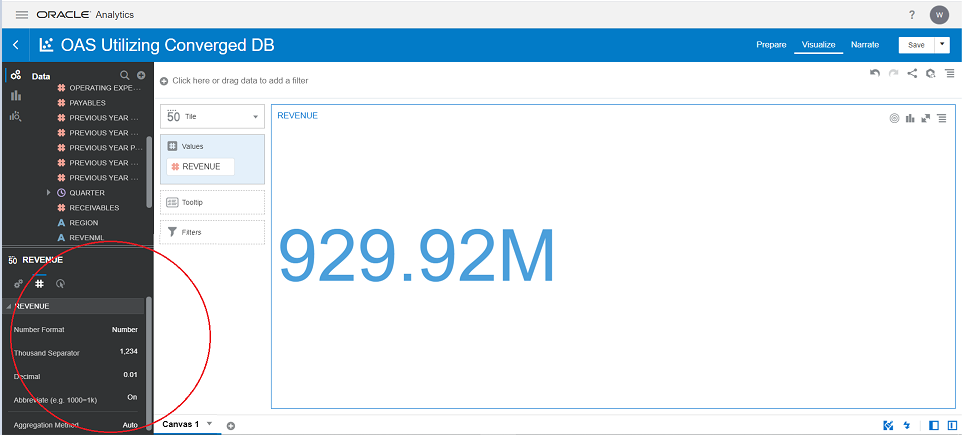 ORACLE Analytics
? W
OAS Utilizing Converged DB
Prepare Visualize Narrate Save
Data
OPERATING EXPE...
PAYABLES
PREVIOUS YEAR ...
PREVIOUS YEAR ...
PREVIOUS YEAR P...
PREVIOUS YEAR ...
PREVIOUS YEAR ...
QUARTER
RECEIVABLES
A REGION
A REVENML
50 REVENUE
REVENUE
Number Format Number
Thousand Separator 1,234
Decimal 0.01
Abbreviate (e.g. 1000=1k) On
Aggregation Method Auto
Click here or drag data to add a filter
50 Tile
# Values
# REVENUE
Tooltip
Filters
REVENUE
929.92M
Canvas 1